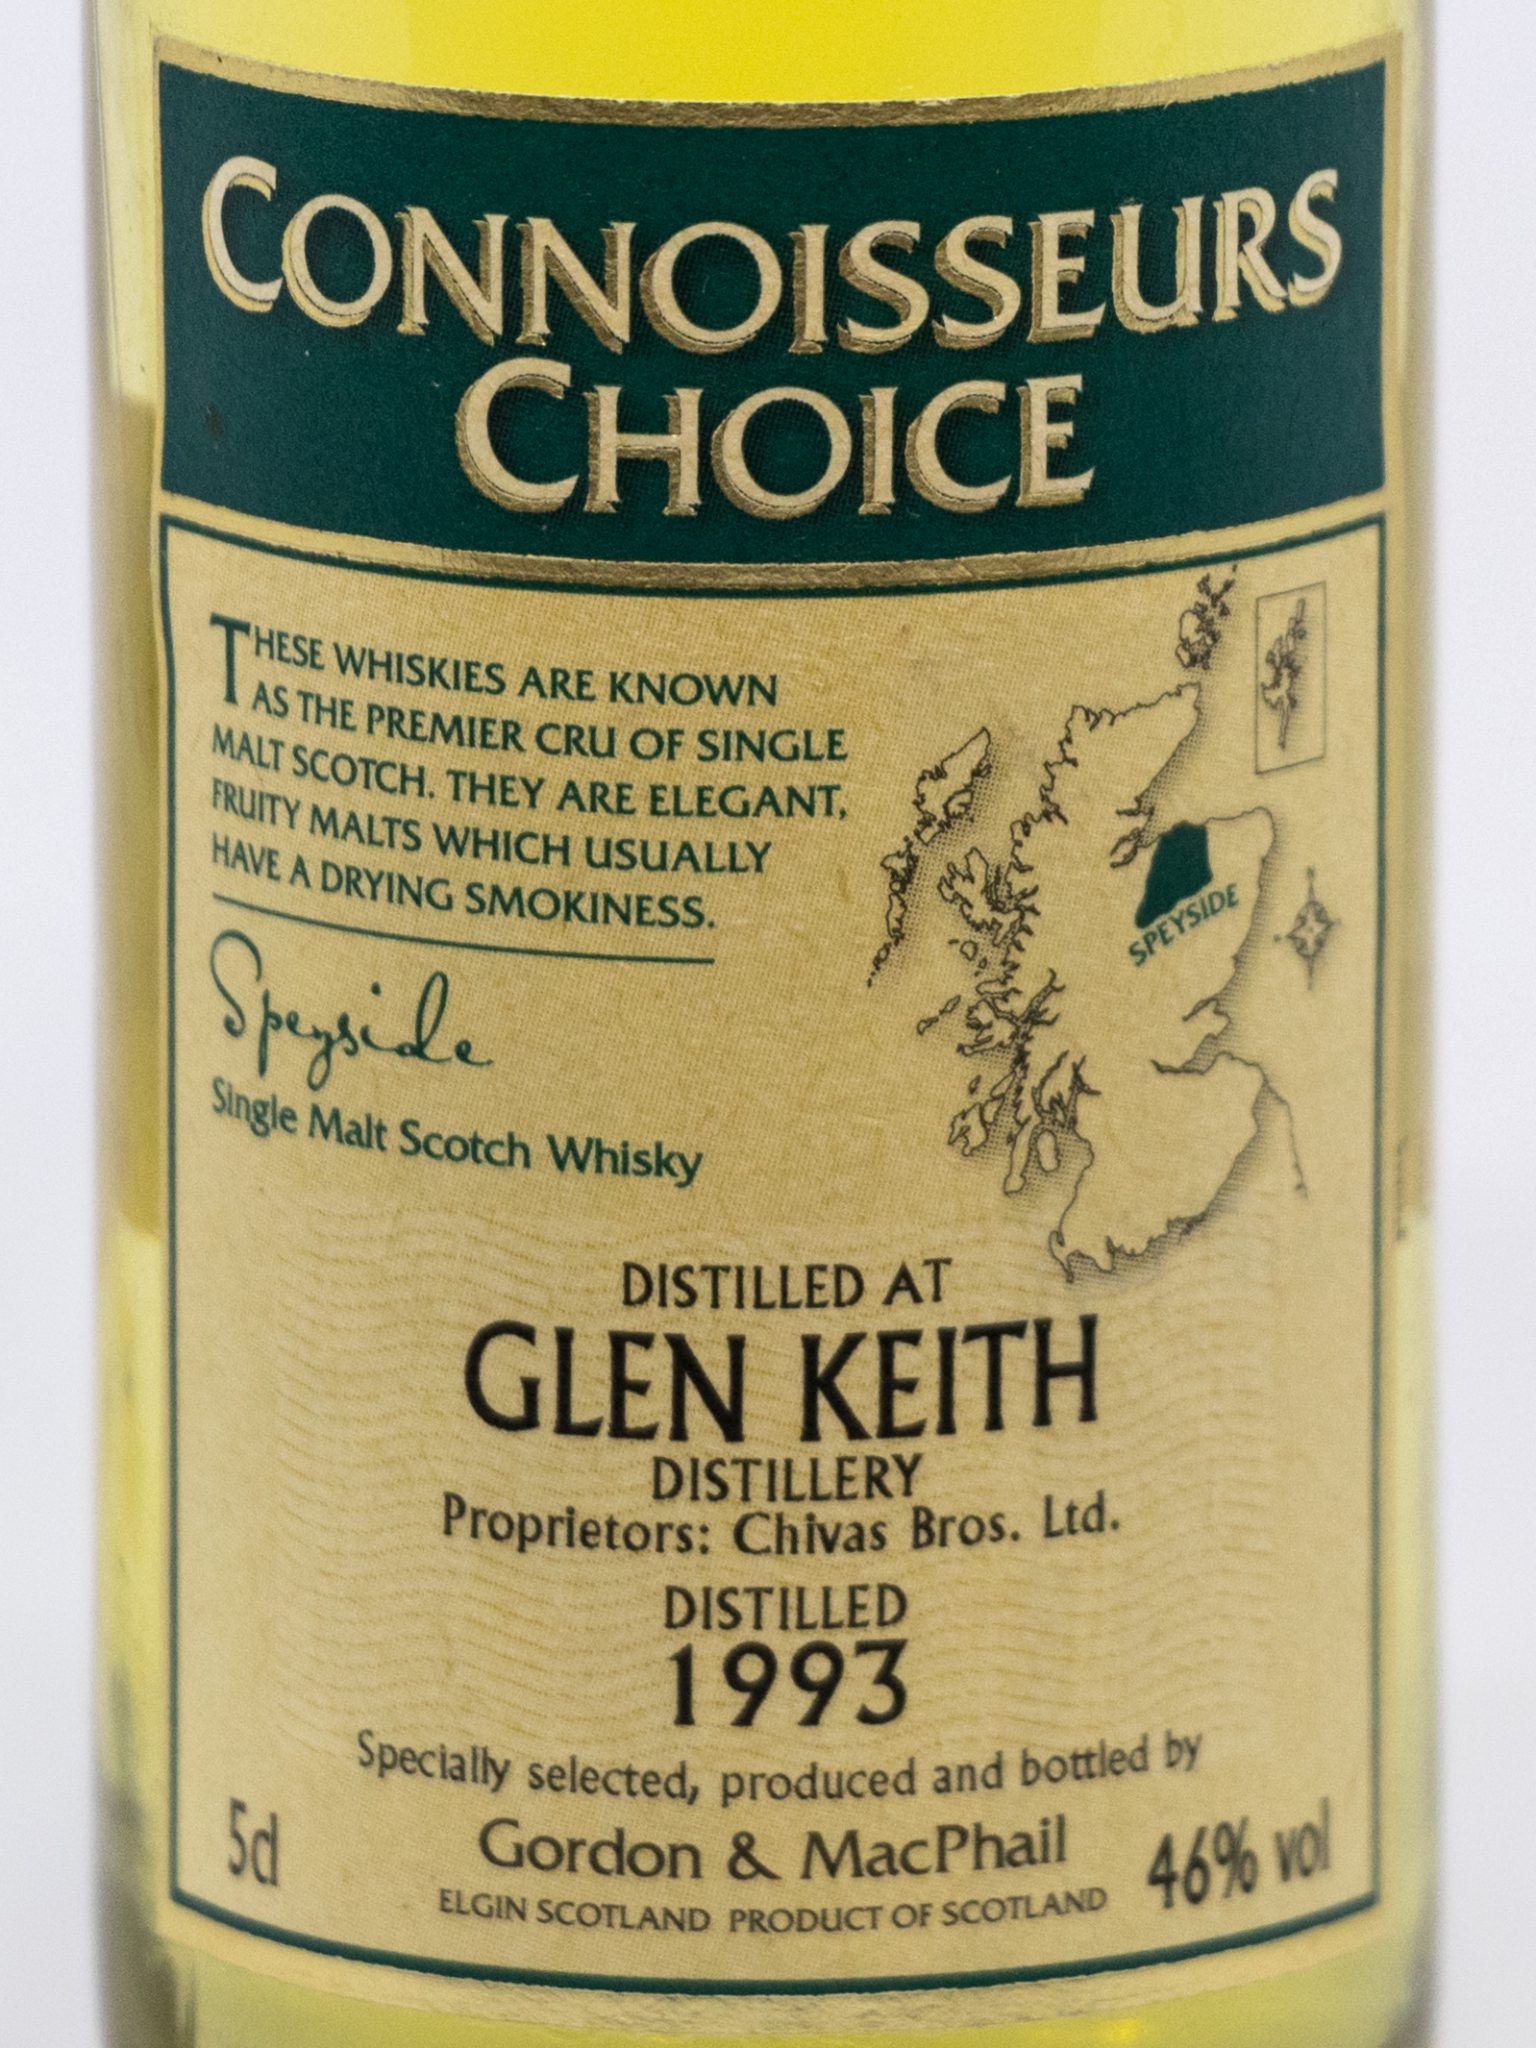 CONNOISSEURS
CHOICE
THESE WHISKIES ARE KNOWN
AS THE PREMIER CRU OF SINGLE
MALT SCOTCH. THEY ARE ELEGANT,
FRUITY MALTS WHICH USUALLY
HAVE A DRYING SMOKINESS.
SPEYSIDE
Speyside
Single Malt Scotch Whisky
DISTILLED AT
GLEN KEITH
DISTILLERY
Proprietors: Chivas Bros. Ltd.
DISTILLED
1993
Specially selected, produced and bottled by
5cl Gordon & MacPhail 46% vol
ELGIN SCOTLAND PRODUCT OF SCOTLAND